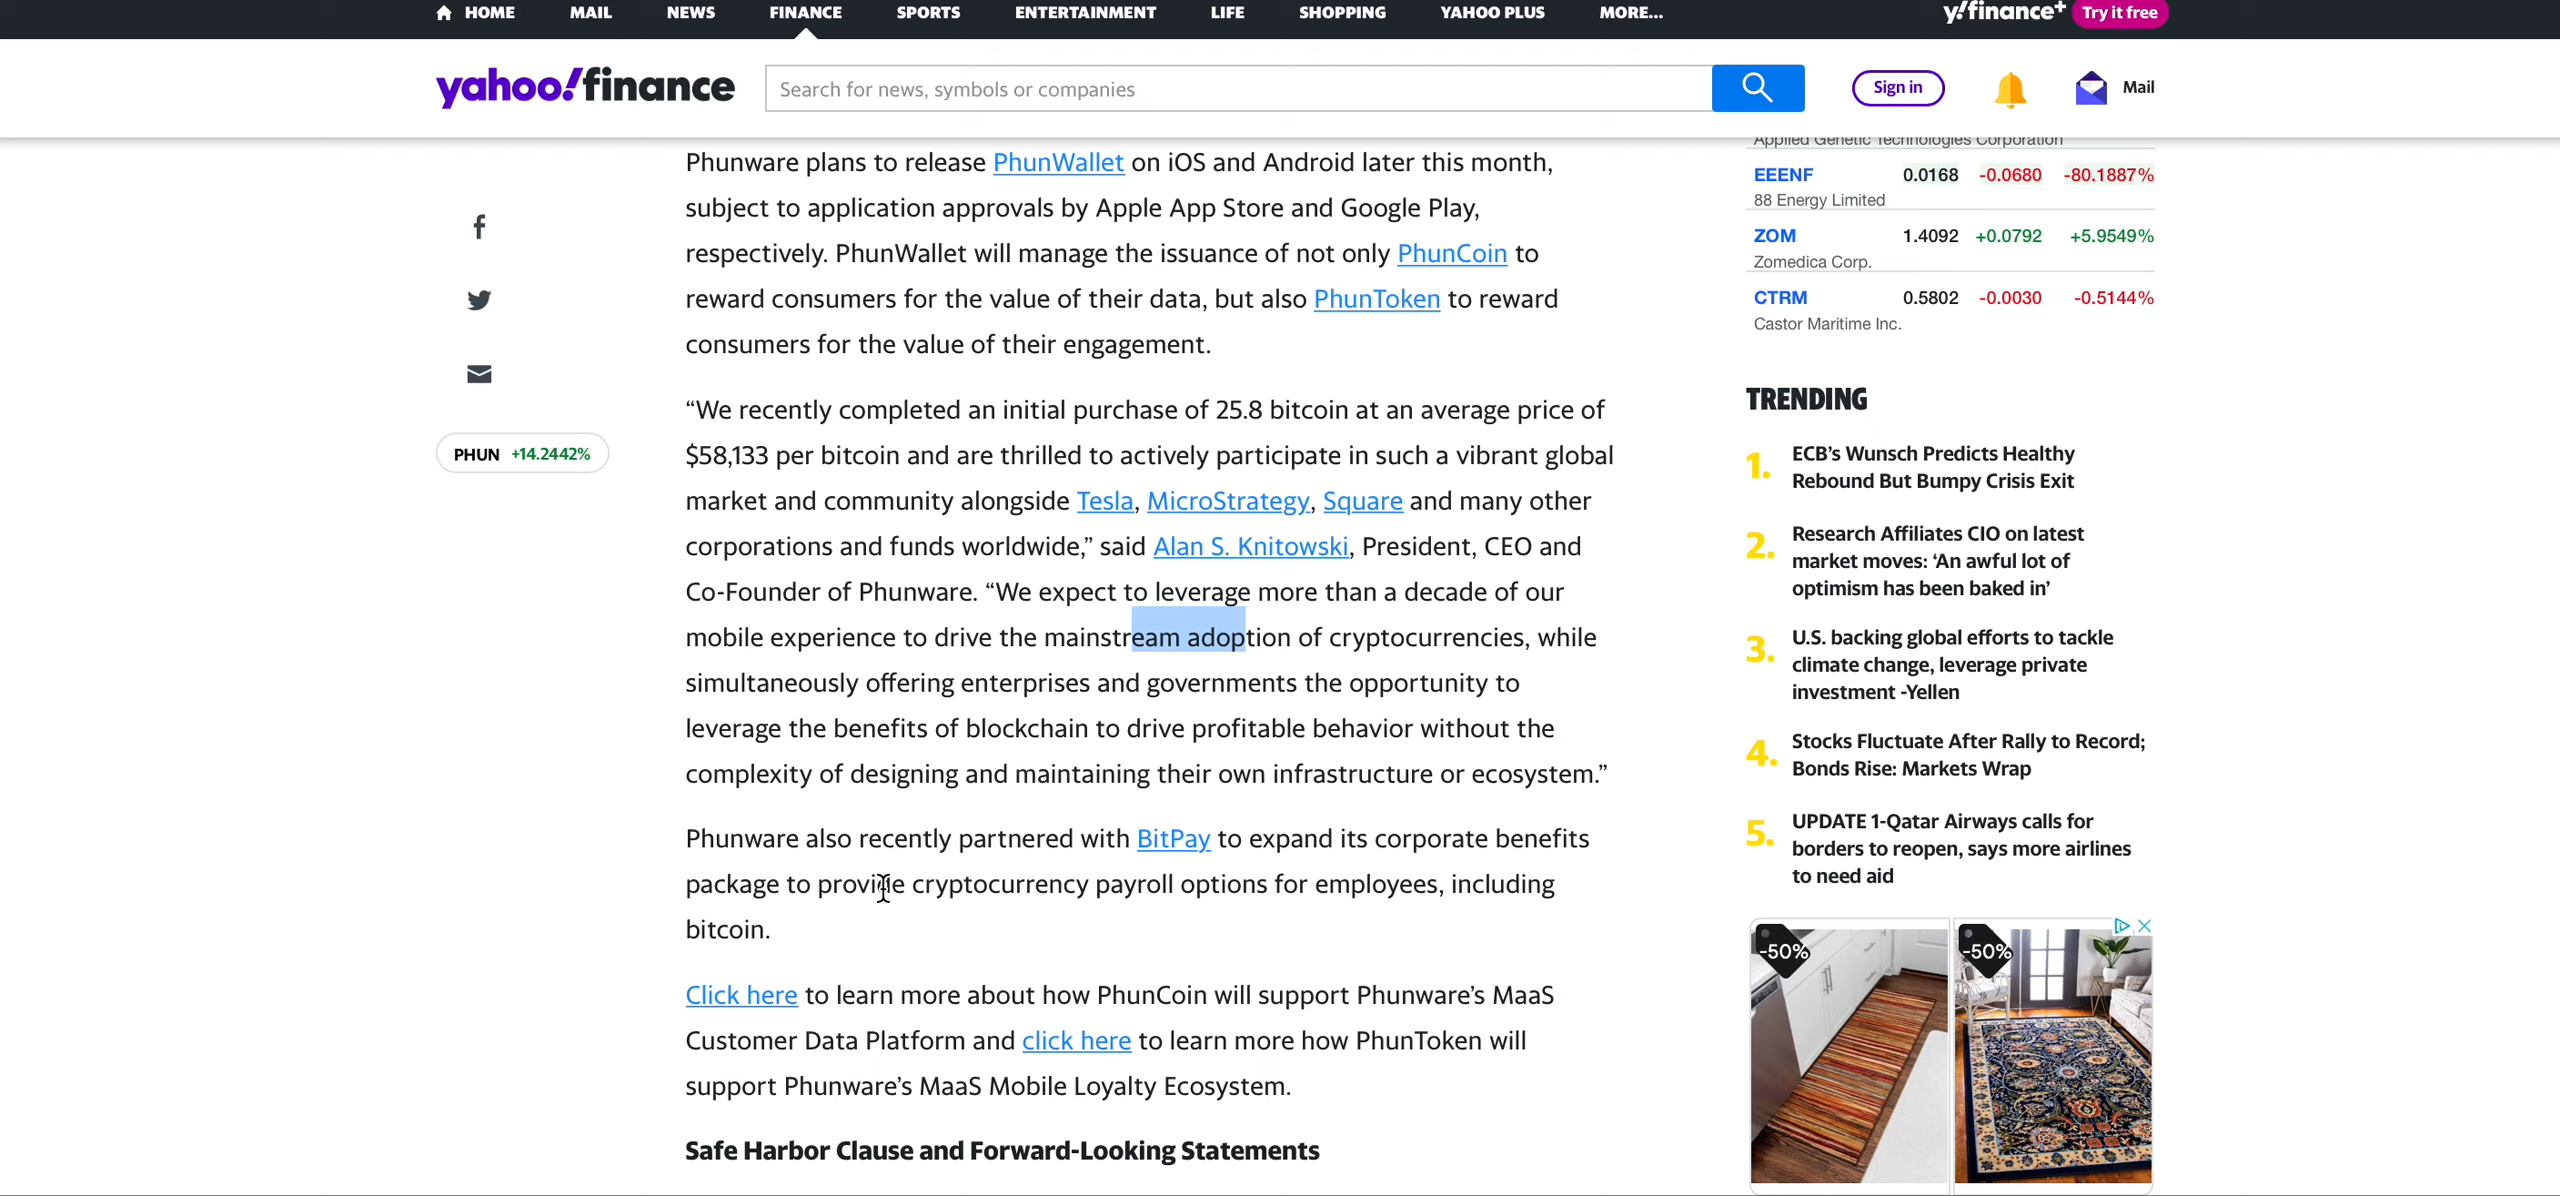 HOME MAIL NEWS FINANCE SPORTS ENTERTAINMENT LIFE SHOPPING YAHOO PLUS MORE... y!finance+ Try it free
yahoo!finance Search for news, symbols or companies Sign in Mail
Phunware plans to release PhunWallet on iOS and Android later this month,
subject to application approvals by Apple App Store and Google Play,
respectively. PhunWallet will manage the issuance of not only PhunCoin to
reward consumers for the value of their data, but also PhunToken to reward
consumers for the value of their engagement.
PHUN +14.2442%
“We recently completed an initial purchase of 25.8 bitcoin at an average price of
$58,133 per bitcoin and are thrilled to actively participate in such a vibrant global
market and community alongside Tesla, MicroStrategy, Square and many other
corporations and funds worldwide,” said Alan S. Knitowski, President, CEO and
Co-Founder of Phunware. “We expect to leverage more than a decade of our
mobile experience to drive the mainstream adoption of cryptocurrencies, while
simultaneously offering enterprises and governments the opportunity to
leverage the benefits of blockchain to drive profitable behavior without the
complexity of designing and maintaining their own infrastructure or ecosystem.”
Phunware also recently partnered with BitPay to expand its corporate benefits
package to provide cryptocurrency payroll options for employees, including
bitcoin.
Click here to learn more about how PhunCoin will support Phunware’s MaaS
Customer Data Platform and click here to learn more how PhunToken will
support Phunware’s MaaS Mobile Loyalty Ecosystem.
Safe Harbor Clause and Forward-Looking Statements
Applied Genetic Technologies Corporation
EEENF 0.0168 -0.0680 -80.1887%
88 Energy Limited
ZOM 1.4092 +0.0792 +5.9549%
Zomedica Corp.
CTRM 0.5802 -0.0030 -0.5144%
Castor Maritime Inc.
TRENDING
1. ECB’s Wunsch Predicts Healthy
Rebound But Bumpy Crisis Exit
2. Research Affiliates CIO on latest
market moves: ‘An awful lot of
optimism has been baked in’
3. U.S. backing global efforts to tackle
climate change, leverage private
investment -Yellen
4. Stocks Fluctuate After Rally to Record;
Bonds Rise: Markets Wrap
5. UPDATE 1-Qatar Airways calls for
borders to reopen, says more airlines
to need aid
-50% -50%